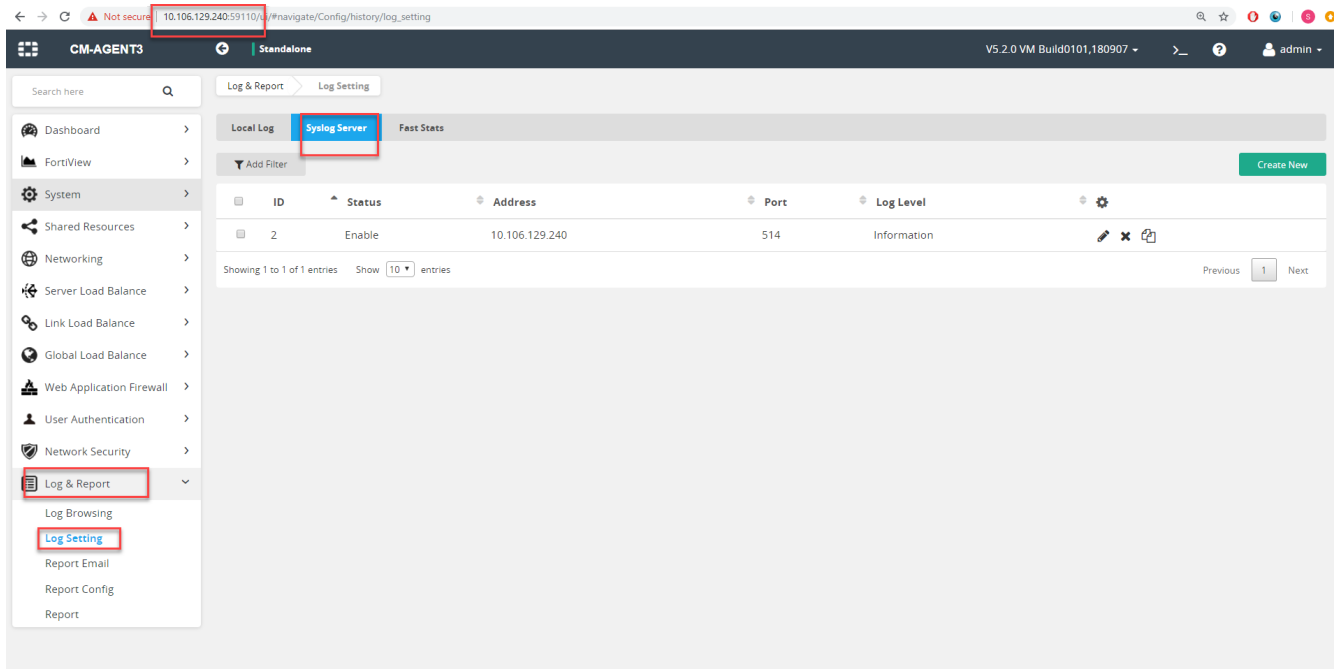 Not secure 10.106.129.240:59110/ui/#navigate/Config/history/log_setting
CM-AGENT3 Standalone V5.2.0 VM Build0101,180907 >_ ? admin
Search here
Log & Report Log Setting
Dashboard
FortiView
System
Shared Resources
Networking
Server Load Balance
Link Load Balance
Global Load Balance
Web Application Firewall
User Authentication
Network Security
Log & Report
Log Browsing
Log Setting
Report Email
Report Config
Report
Local Log Syslog Server Fast Stats
Add Filter Create New
ID Status Address Port Log Level
2 Enable 10.106.129.240 514 Information
Showing 1 to 1 of 1 entries Show 10 entries Previous 1 Next